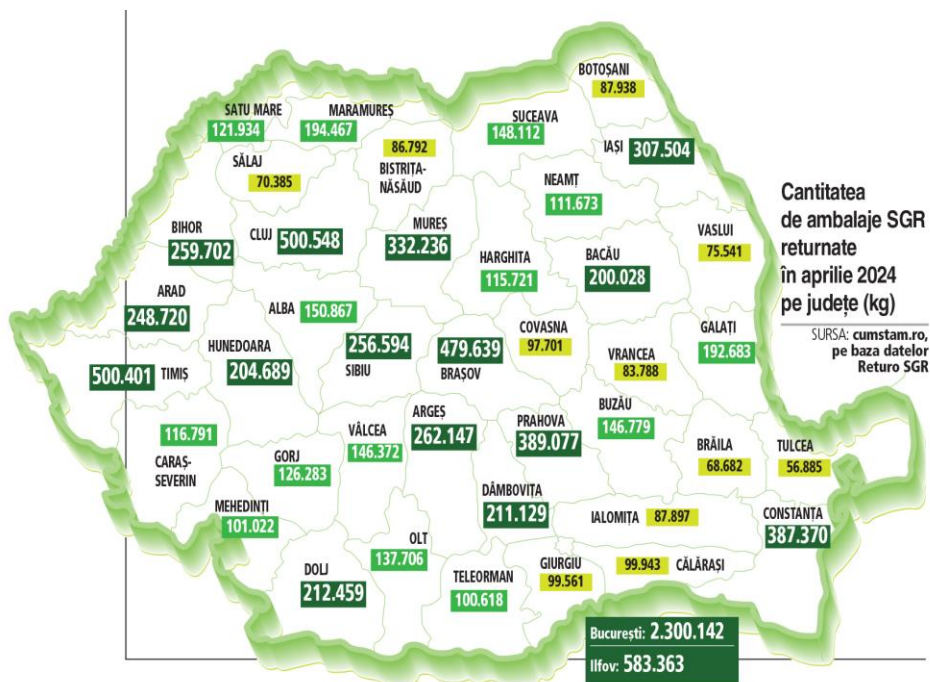 BOTOȘANI
87.938
SATU MARE
121.934
MARAMUREȘ
194.467
SUCEAVA
148.112
86.792
BISTRIȚA-
NĂSĂUD
IAȘI 307.504
SĂLAJ
70.385
NEAMȚ
111.673
Cantitatea
de ambalaje SGR
returnate
în aprilie 2024
pe județe (kg)
SURSA: cumstam.ro,
pe baza datelor
Returo SGR
BIHOR
259.702
CLUJ 500.548
MUREȘ
332.236
HARGHITA
115.721
BACĂU
200.028
VASLUI
75.541
ARAD
248.720
ALBA 150.867
HUNEDOARA
204.689
256.594
SIBIU
479.639
BRAȘOV
COVASNA
97.701
VRANCEA
83.788
GALAȚI
192.683
500.401 TIMIȘ
116.791
CARAȘ-
SEVERIN
GORJ
126.283
VÂLCEA
146.372
ARGEȘ
262.147
PRAHOVA
389.077
BUZĂU
146.779
BRĂILA
68.682
TULCEA
56.885
MEHEDINȚI
101.022
DÂMBOVIȚA
211.129
IALOMIȚA 87.897
CONSTANȚA
387.370
DOLJ
212.459
OLT
137.706
TELEORMAN
100.618
GIURGIU
99.561
99.943 CĂLĂRAȘI
București: 2.300.142
Ilfov: 583.363